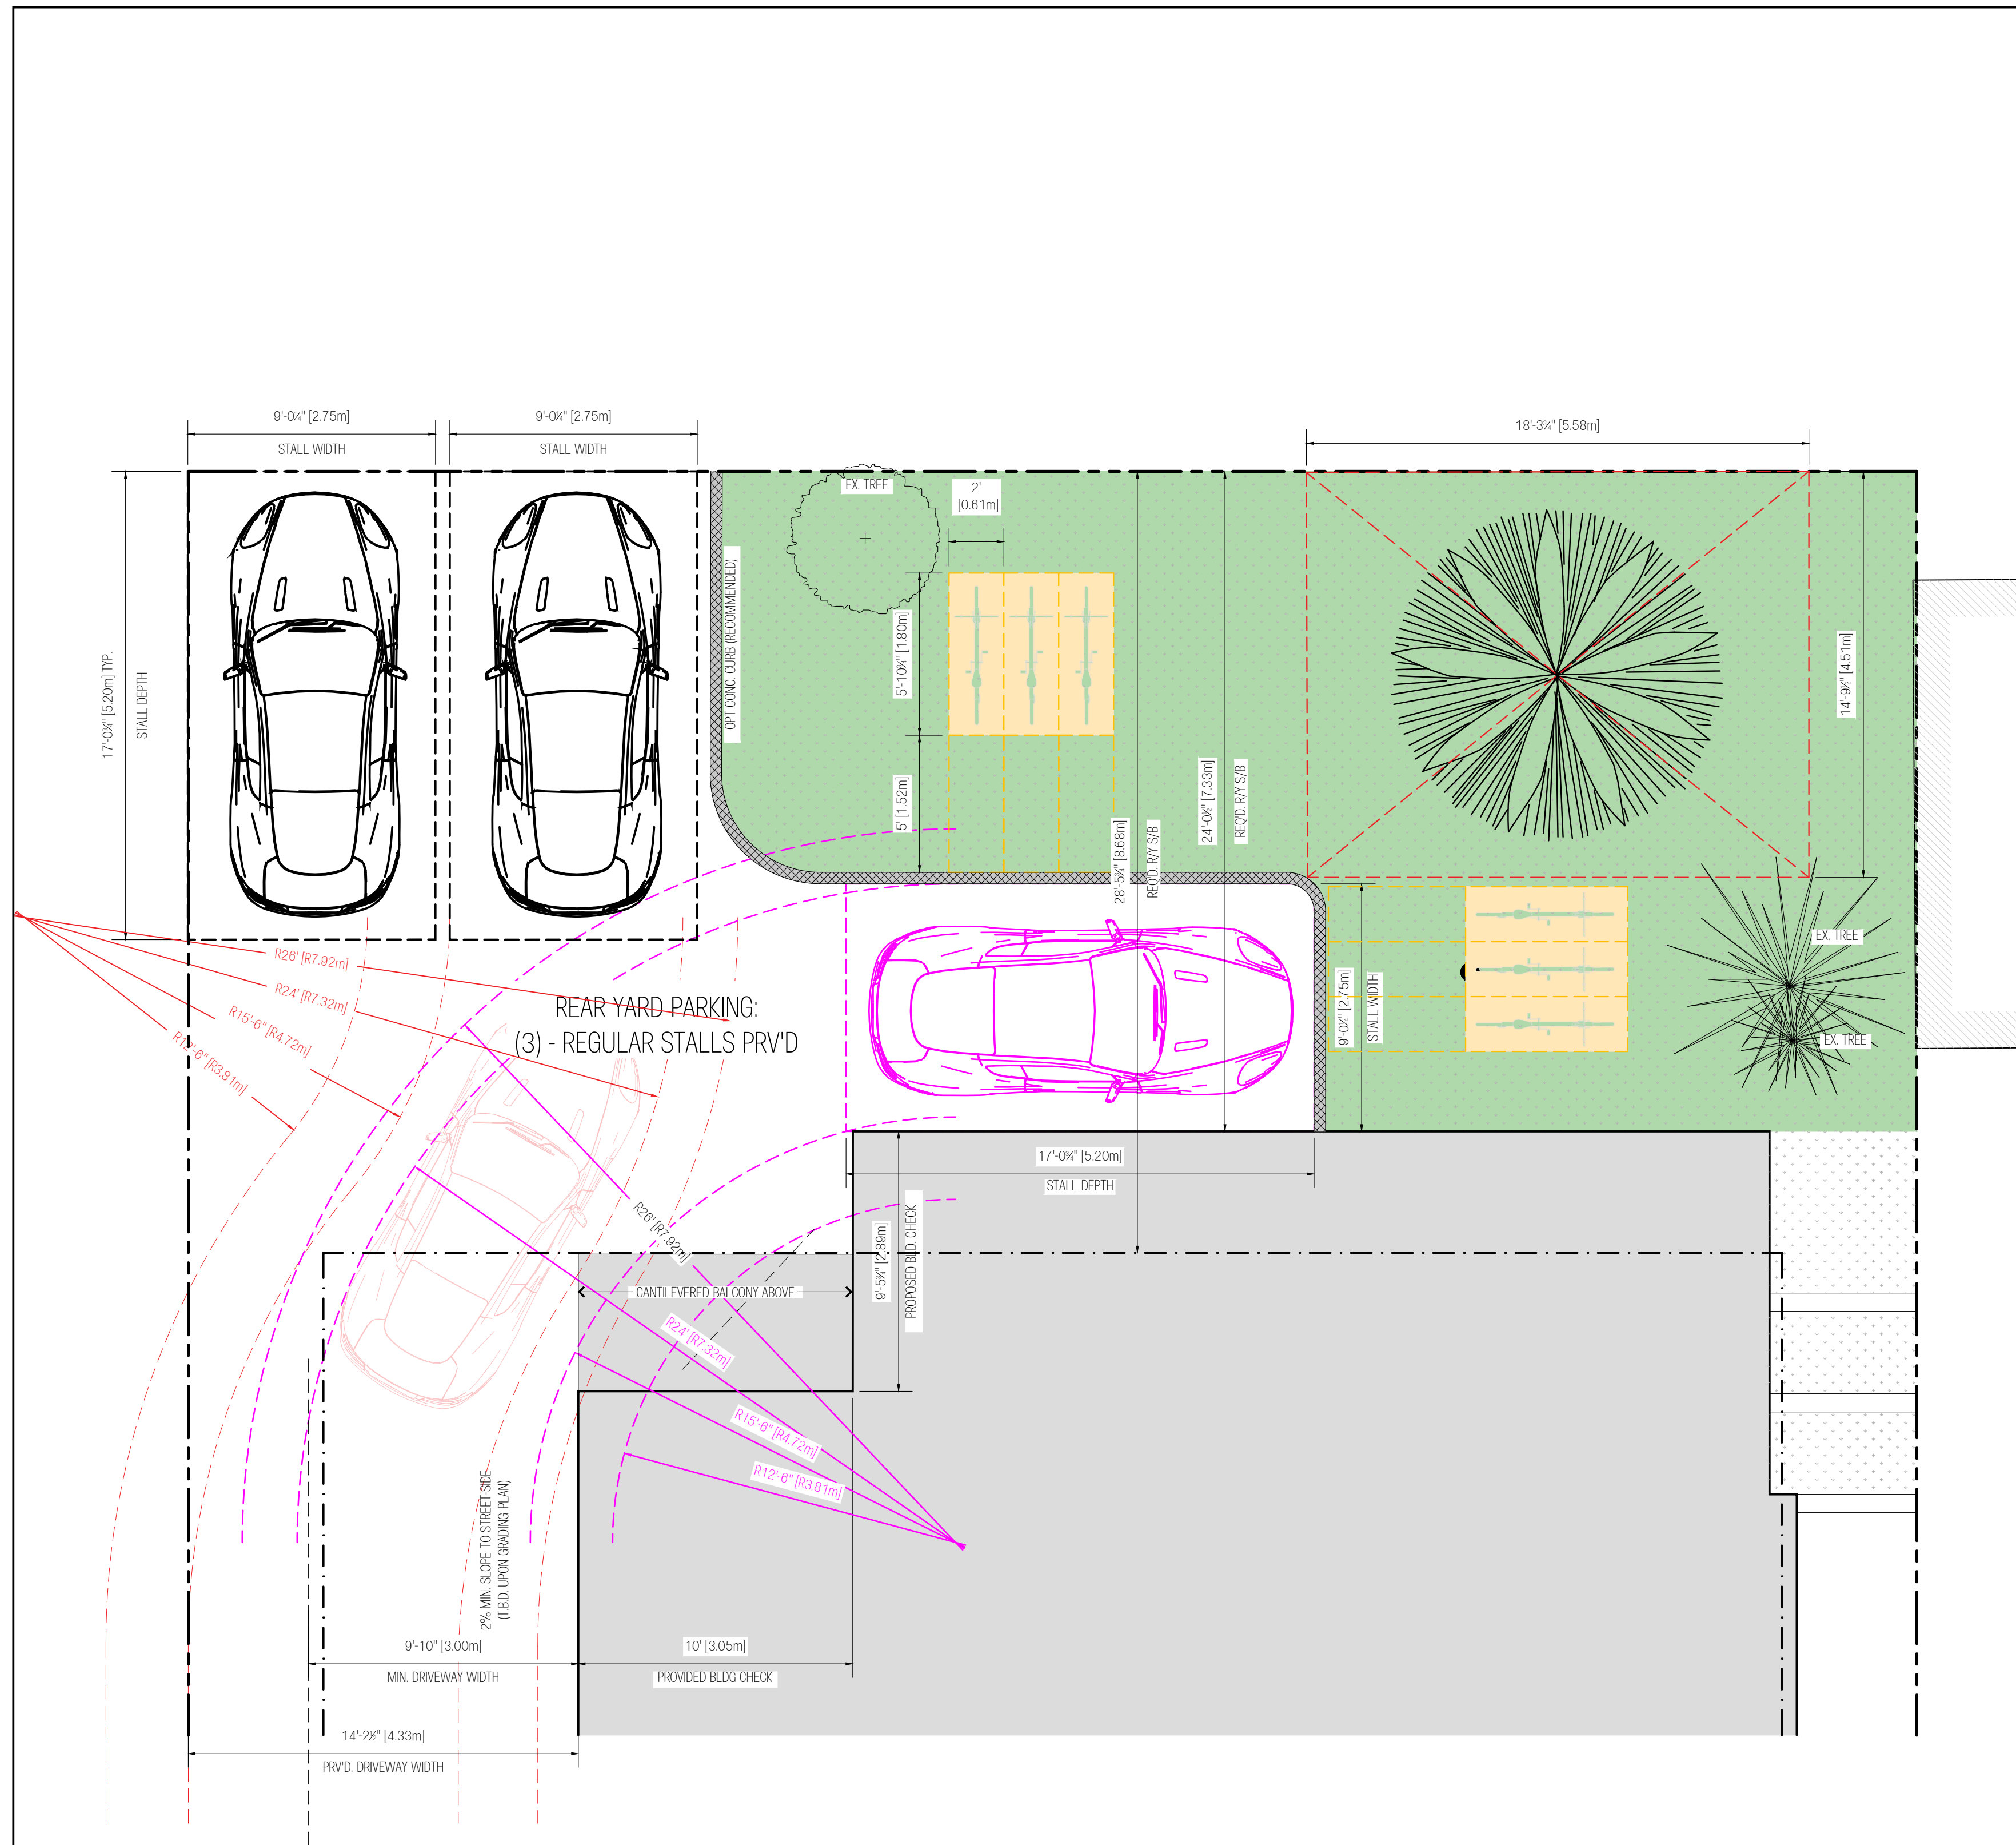 9'-0¼" [2.75m]
STALL WIDTH
9'-0¼" [2.75m]
STALL WIDTH
18'-3¾" [5.58m]
17'-0¾" [5.20m] TYP.
STALL DEPTH
OPT CONC. CURB (RECOMMENDED)
EX. TREE
2'
[0.61m]
5'-10¾" [1.80m]
5' [1.52m]
28'-5¾" [8.68m]
REQ'D. R/Y S/B
24'-0½" [7.33m]
REQ'D. R/Y S/B
14'-9½" [4.51m]
EX. TREE
EX. TREE
9'-0¼" [2.75m]
STALL WIDTH
R26' [R7.92m]
R24' [R7.32m]
R15'-6" [R4.72m]
R12'-6" [R3.81m]
REAR YARD PARKING:
(3) - REGULAR STALLS PRV'D
17'-0¾" [5.20m]
STALL DEPTH
R26' [R7.92m]
9'-5¾" [2.89m]
PROPOSED BLD. CHECK
CANTILEVERED BALCONY ABOVE
R24' [R7.32m]
R15'-6" [R4.72m]
R12'-6" [R3.81m]
2% MIN. SLOPE TO STREET-SIDE
(T.B.D. UPON GRADING PLAN)
9'-10" [3.00m]
MIN. DRIVEWAY WIDTH
10' [3.05m]
PROVIDED BLDG CHECK
14'-2½" [4.33m]
PRV'D. DRIVEWAY WIDTH